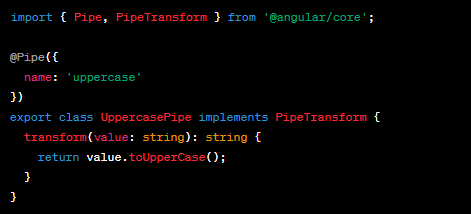 import { Pipe, PipeTransform } from '@angular/core';
@Pipe({
name: 'uppercase'
})
export class UppercasePipe implements PipeTransform {
transform(value: string): string {
return value.toUpperCase();
}
}